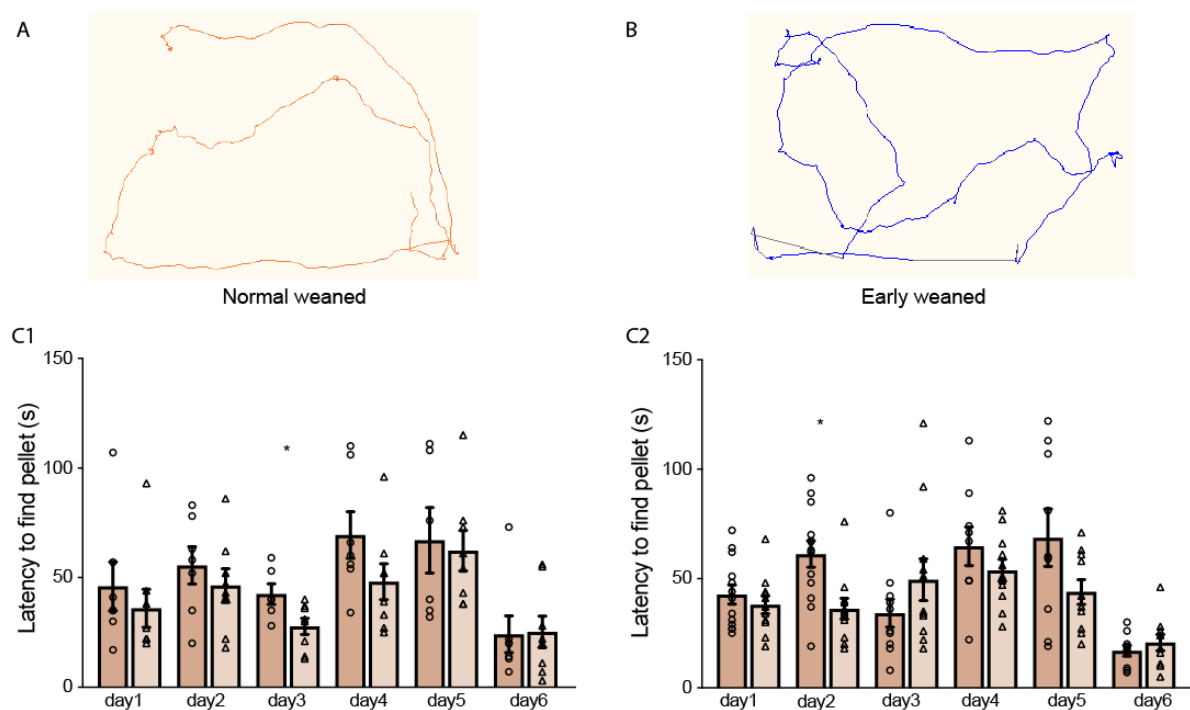 A
B
Normal weaned
Early weaned
C1
C2
Latency to find pellet (s)
150
100
50
0
*
day1 day2 day3 day4 day5 day6
Latency to find pellet (s)
150
100
50
0
*
day1 day2 day3 day4 day5 day6